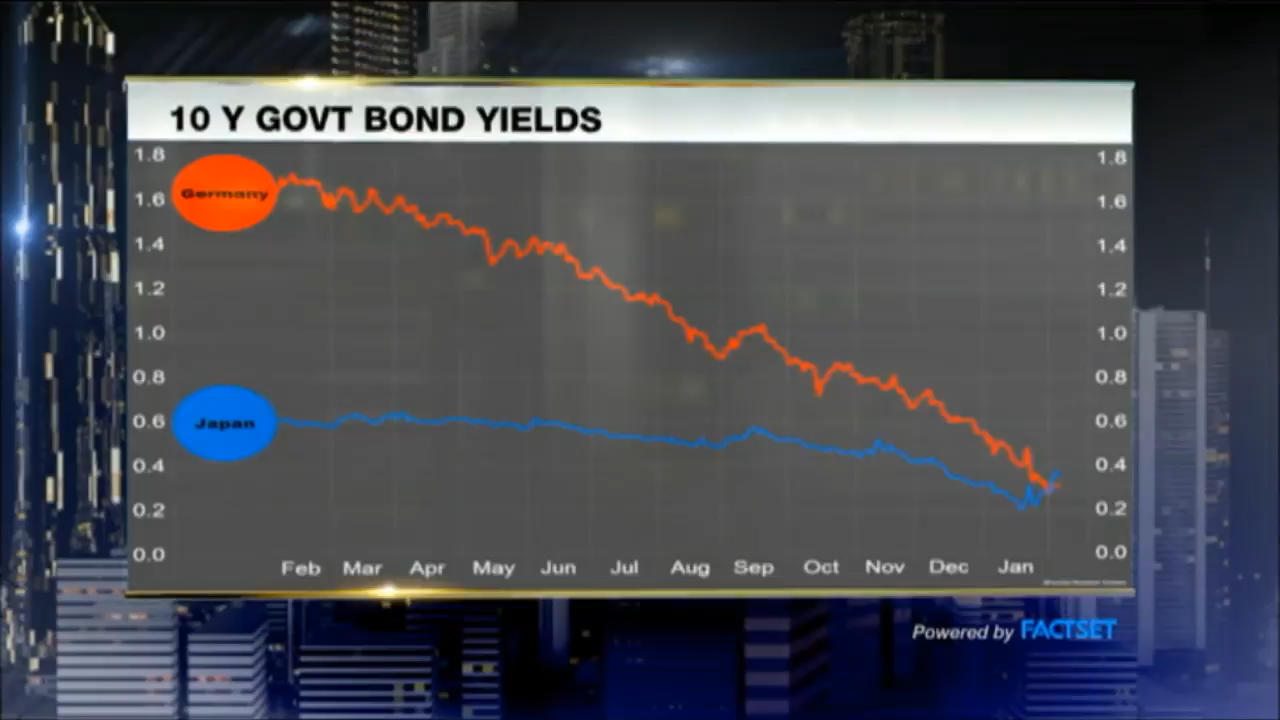 10 Y GOVT BOND YIELDS
1.8 1.8
Germany
1.6 1.6
1.4 1.4
1.2 1.2
1.0 1.0
0.8 0.8
Japan
0.6 0.6
0.4 0.4
0.2 0.2
0.0 0.0
Feb Mar Apr May Jun Jul Aug Sep Oct Nov Dec Jan
Powered by FACTSET